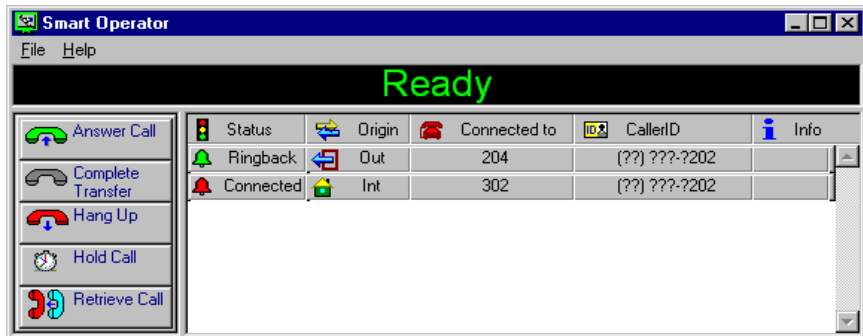 Smart Operator
File Help
Ready
Answer Call
Complete
Transfer
Hang Up
Hold Call
Retrieve Call
Status Origin Connected to ID CallerID Info
Ringback Out 204 (??) ???-?202
Connected Int 302 (??) ???-?202